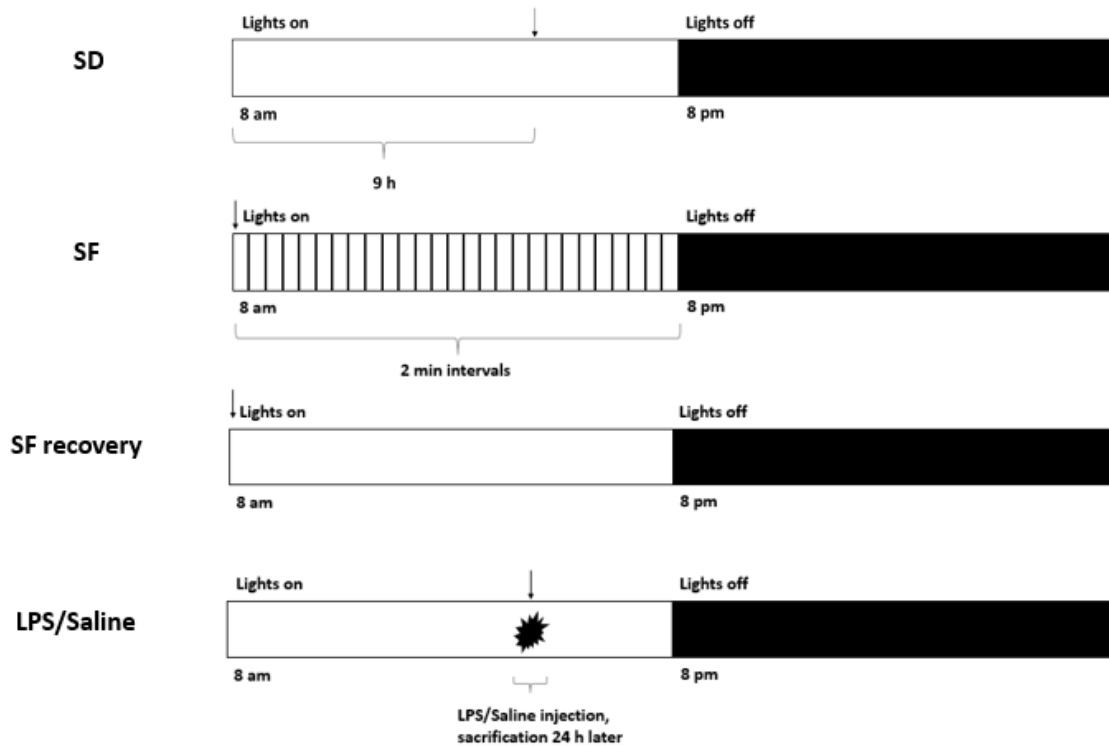 Lights on
Lights off
SD
8 am
8 pm
9 h
Lights on
Lights off
SF
8 am
8 pm
2 min intervals
Lights on
Lights off
SF recovery
8 am
8 pm
Lights on
Lights off
LPS/Saline
8 am
8 pm
LPS/Saline injection,
sacrification 24 h later